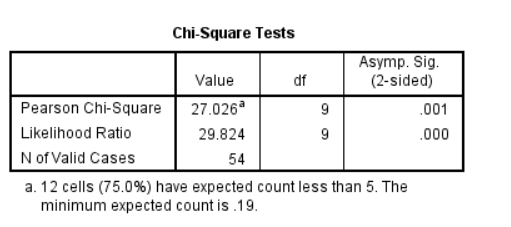 Chi-Square Tests
Value df Asymp. Sig. (2-sided)
Pearson Chi-Square 27.026a 9 .001
Likelihood Ratio 29.824 9 .000
N of Valid Cases 54
a. 12 cells (75.0%) have expected count less than 5. The
minimum expected count is .19.